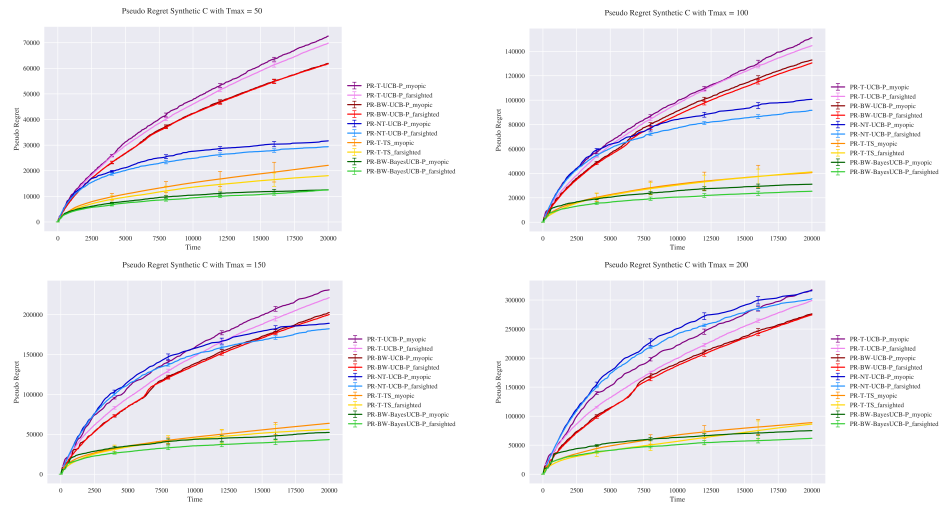 Pseudo Regret Synthetic C with Tmax = 50
Pseudo Regret
70000
60000
50000
40000
30000
20000
10000
0
0 2500 5000 7500 10000 12500 15000 17500 20000
Time
PR-T-UCB-P_myopic
PR-T-UCB-P_farsighted
PR-BW-UCB-P_myopic
PR-BW-UCB-P_farsighted
PR-NT-UCB-P_myopic
PR-NT-UCB-P_farsighted
PR-T-TS_myopic
PR-T-TS_farsighted
PR-BW-BayesUCB-P_myopic
PR-BW-BayesUCB-P_farsighted
Pseudo Regret Synthetic C with Tmax = 100
Pseudo Regret
140000
120000
100000
80000
60000
40000
20000
0
0 2500 5000 7500 10000 12500 15000 17500 20000
Time
PR-T-UCB-P_myopic
PR-T-UCB-P_farsighted
PR-BW-UCB-P_myopic
PR-BW-UCB-P_farsighted
PR-NT-UCB-P_myopic
PR-NT-UCB-P_farsighted
PR-T-TS_myopic
PR-T-TS_farsighted
PR-BW-BayesUCB-P_myopic
PR-BW-BayesUCB-P_farsighted
Pseudo Regret Synthetic C with Tmax = 150
Pseudo Regret
200000
150000
100000
50000
0
0 2500 5000 7500 10000 12500 15000 17500 20000
Time
PR-T-UCB-P_myopic
PR-T-UCB-P_farsighted
PR-BW-UCB-P_myopic
PR-BW-UCB-P_farsighted
PR-NT-UCB-P_myopic
PR-NT-UCB-P_farsighted
PR-T-TS_myopic
PR-T-TS_farsighted
PR-BW-BayesUCB-P_myopic
PR-BW-BayesUCB-P_farsighted
Pseudo Regret Synthetic C with Tmax = 200
Pseudo Regret
300000
250000
200000
150000
100000
50000
0
0 2500 5000 7500 10000 12500 15000 17500 20000
Time
PR-T-UCB-P_myopic
PR-T-UCB-P_farsighted
PR-BW-UCB-P_myopic
PR-BW-UCB-P_farsighted
PR-NT-UCB-P_myopic
PR-NT-UCB-P_farsighted
PR-T-TS_myopic
PR-T-TS_farsighted
PR-BW-BayesUCB-P_myopic
PR-BW-BayesUCB-P_farsighted